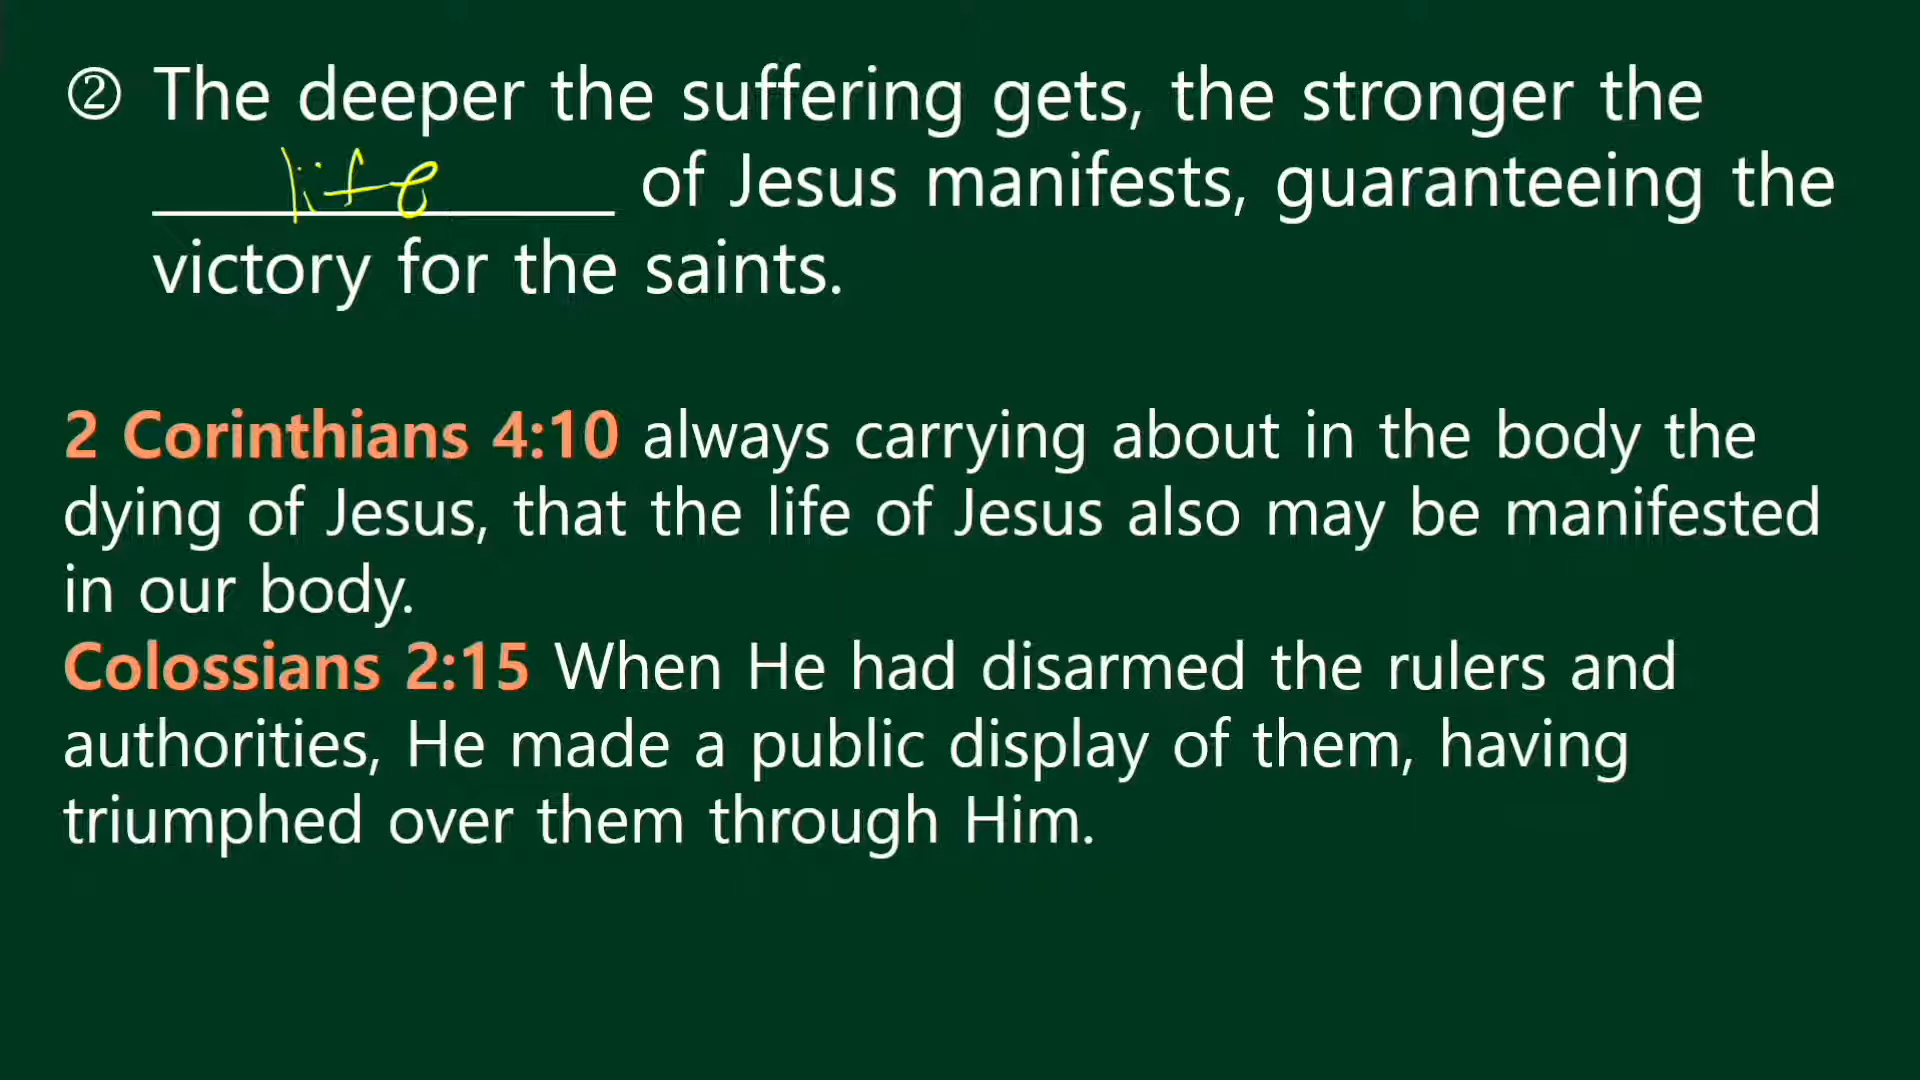 ② The deeper the suffering gets, the stronger the
life of Jesus manifests, guaranteeing the
victory for the saints.
2 Corinthians 4:10 always carrying about in the body the
dying of Jesus, that the life of Jesus also may be manifested
in our body.
Colossians 2:15 When He had disarmed the rulers and
authorities, He made a public display of them, having
triumphed over them through Him.